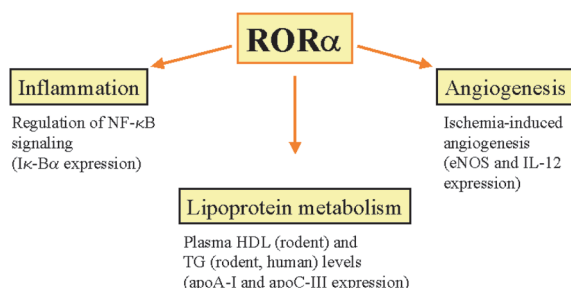 RORα
Inflammation
Regulation of NF-κB
signaling
(Iκ-Bα expression)
Angiogenesis
Ischemia-induced
angiogenesis
(eNOS and IL-12
expression)
Lipoprotein metabolism
Plasma HDL (rodent) and
TG (rodent, human) levels
(apoA-I and apoC-III expression)